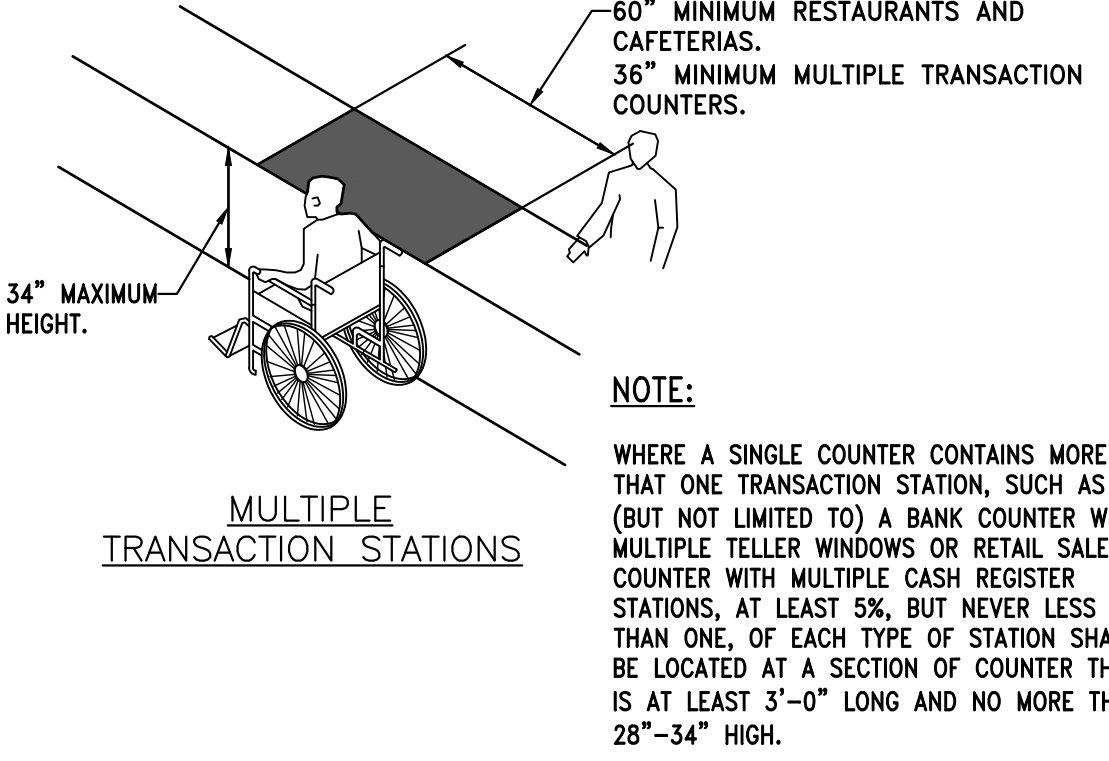 60” MINIMUM RESTAURANTS AND
CAFETERIAS.
36” MINIMUM MULTIPLE TRANSACTION
COUNTERS.
34” MAXIMUM
HEIGHT.
MULTIPLE
TRANSACTION STATIONS
NOTE:
WHERE A SINGLE COUNTER CONTAINS MORE
THAT ONE TRANSACTION STATION, SUCH AS
(BUT NOT LIMITED TO) A BANK COUNTER
MULTIPLE TELLER WINDOWS OR RETAIL SALE
COUNTER WITH MULTIPLE CASH REGISTER
STATIONS, AT LEAST 5%, BUT NEVER LESS
THAN ONE, OF EACH TYPE OF STATION
BE LOCATED AT A SECTION OF COUNTER
IS AT LEAST 3’-0” LONG AND NO MORE
28”-34” HIGH.